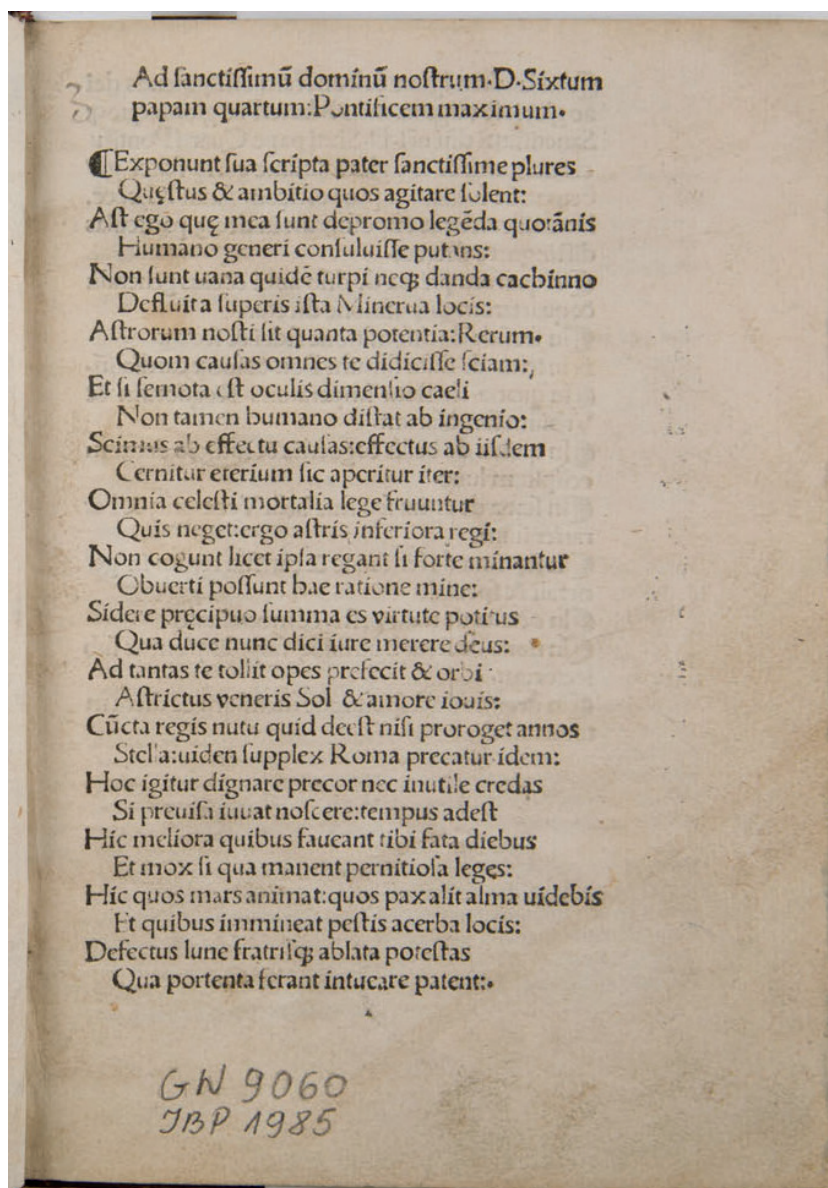 Ad ſanctiſſimū dominū noſtrum·D·Sixtum
papam quartum:Pontificem maximum.
¶Exponunt ſua ſcripta pater ſanctiſſime plures
Quęſtus & ambitio quos agitare ſolent:
Aſt ego quę mea ſunt depromo legēda quotānis
Humano generi conſuluiſſe putans:
Non ſunt uana quidē turpi neqꝫ danda cachinno
Defluita ſuperis iſta Minerua locis:
Aſtrorum noſti ſit quanta potentia:Rerum.
Quom cauſas omnes te didiciſſe ſciam:
Et ſi ſemota eſt oculis dimenſio caeli
Non tamen humano diſtat ab ingenio:
Scimus ab effectu cauſas:effectus ab iiſdem
Cernitur eterium ſic aperitur iter:
Omnia celeſti mortalia lege fruuntur
Quis neget:ergo aſtris inferiora regi:
Non cogunt licet ipſa regant ſi forte minantur
Obuerti poſſunt hae ratione mine:
Sidere pręcipuo ſumma es virtute potitus
Qua duce nunc dici iure merere deus:
Ad tantas te tollit opes prefecit & orbi
Aſtrictus veneris Sol & amore iouis:
Cūcta regis nutu quid deeſt niſi proroget annos
Stella:uiden ſupplex Roma precatur idem:
Hoc igitur dignare precor nec inutile credas
Si preuiſa iuuat noſcere:tempus adeſt
Hic meliora quibus faueant tibi fata diebus
Et mox ſi qua manent pernitioſa leges:
Hic quos mars animat:quos pax alit alma uidebis
Et quibus immineat peſtis acerba locis:
Defectus lune fratriſqꝫ ablata poteſtas
Qua portenta ferant intucare patent:.
GW 9060
IBP 1985